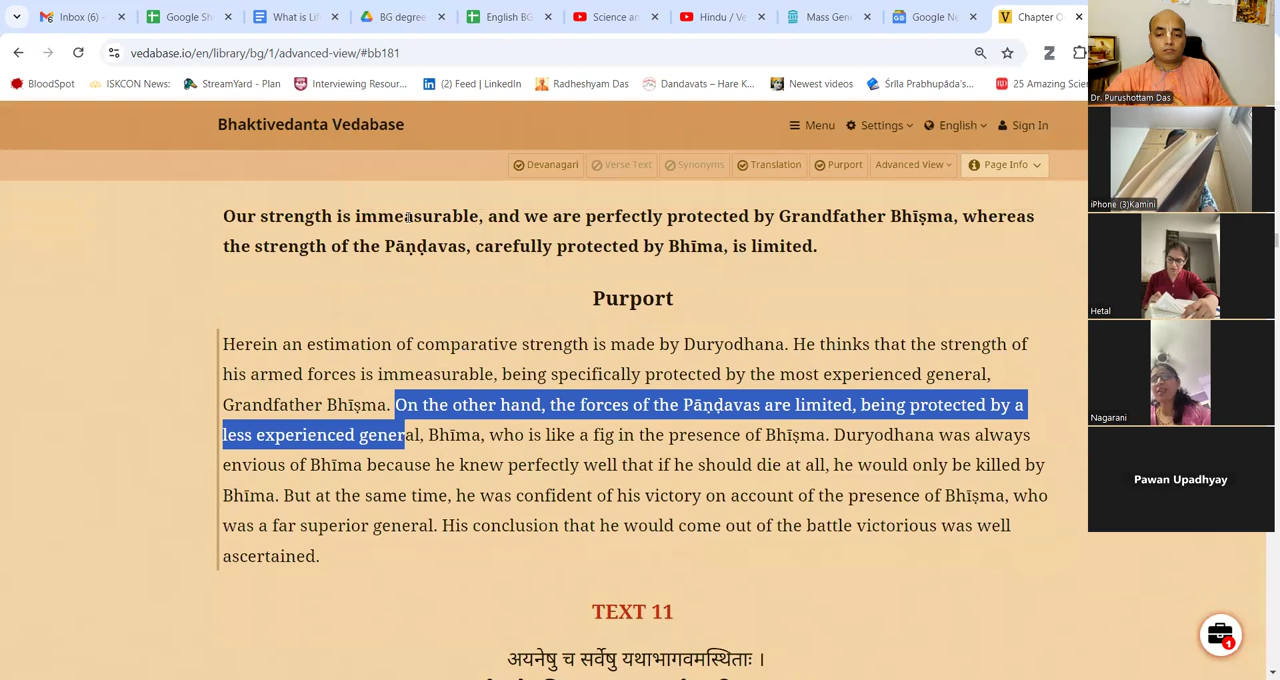 Inbox (6)
Google Sh
What is Lif
BG degree
English BG
Science an
Hindu / Ve
Mass Gen
Google Ne
Chapter O
vedabase.io/en/library/bg/1/advanced-view/#bb181
BloodSpot
ISKCON News:
StreamYard - Plan
Interviewing Resour...
(2) Feed | LinkedIn
Radheshyam Das
Dandavats – Hare K...
Newest videos
Śrīla Prabhupāda's...
25 Amazing Scien
Bhaktivedanta Vedabase
Menu
Settings
English
Sign In
Devanagari
Verse Text
Synonyms
Translation
Purport
Advanced View
Page Info
Our strength is immeasurable, and we are perfectly protected by Grandfather Bhīṣma, whereas
the strength of the Pāṇḍavas, carefully protected by Bhīma, is limited.
Purport
Herein an estimation of comparative strength is made by Duryodhana. He thinks that the strength of
his armed forces is immeasurable, being specifically protected by the most experienced general,
Grandfather Bhīṣma. On the other hand, the forces of the Pāṇḍavas are limited, being protected by a
less experienced general, Bhīma, who is like a fig in the presence of Bhīṣma. Duryodhana was always
envious of Bhīma because he knew perfectly well that if he should die at all, he would only be killed by
Bhīma. But at the same time, he was confident of his victory on account of the presence of Bhīṣma, who
was a far superior general. His conclusion that he would come out of the battle victorious was well
ascertained.
TEXT 11
अयनेषु च सर्वेषु यथाभागवमस्थिताः ।
1
Dr. Purushottam Das
iPhone (3)Kamini
Hetal
Nagarani
Pawan Upadhyay